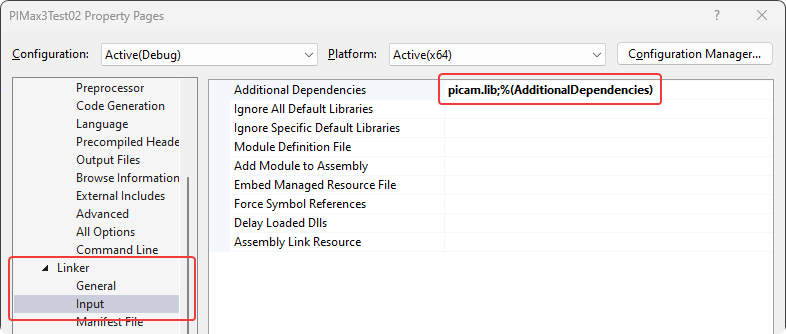 PIMax3Test02 Property Pages
Configuration: Active(Debug) Platform: Active(x64) Configuration Manager...
Preprocessor
Code Generation
Language
Precompiled Heade
Output Files
Browse Information
External Includes
Advanced
All Options
Command Line
Linker
General
Input
Manifest File
Additional Dependencies picam.lib;%(AdditionalDependencies)
Ignore All Default Libraries
Ignore Specific Default Libraries
Module Definition File
Add Module to Assembly
Embed Managed Resource File
Force Symbol References
Delay Loaded Dlls
Assembly Link Resource